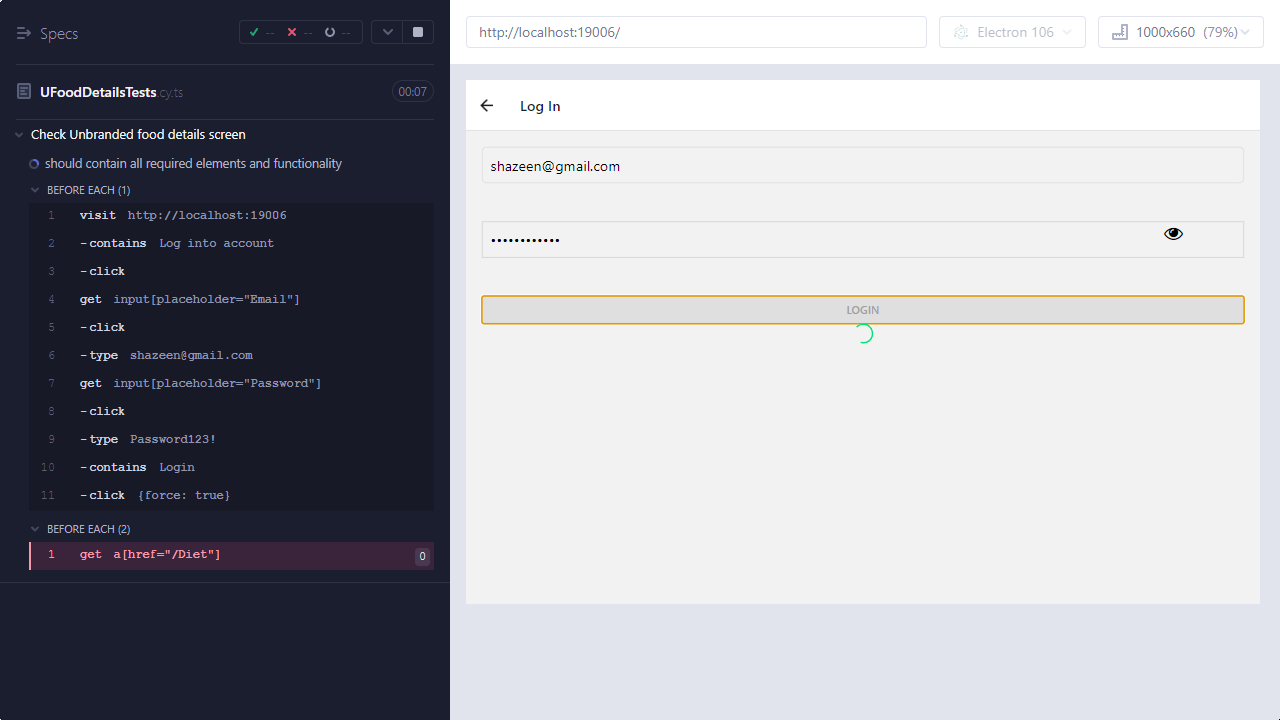 Specs
-- -- --
UFoodDetailsTests cy.ts 00:07
Check Unbranded food details screen
should contain all required elements and functionality
BEFORE EACH (1)
1 visit http://localhost:19006
2 -contains Log into account
3 -click
4 get input[placeholder="Email"]
5 -click
6 -type shazeen@gmail.com
7 get input[placeholder="Password"]
8 -click
9 -type Password123!
10 -contains Login
11 -click {force: true}
BEFORE EACH (2)
1 get a[href="/Diet"] 0
http://localhost:19006/
Electron 106
1000x660 (79%)
Log In
shazeen@gmail.com
••••••••••••
LOGIN